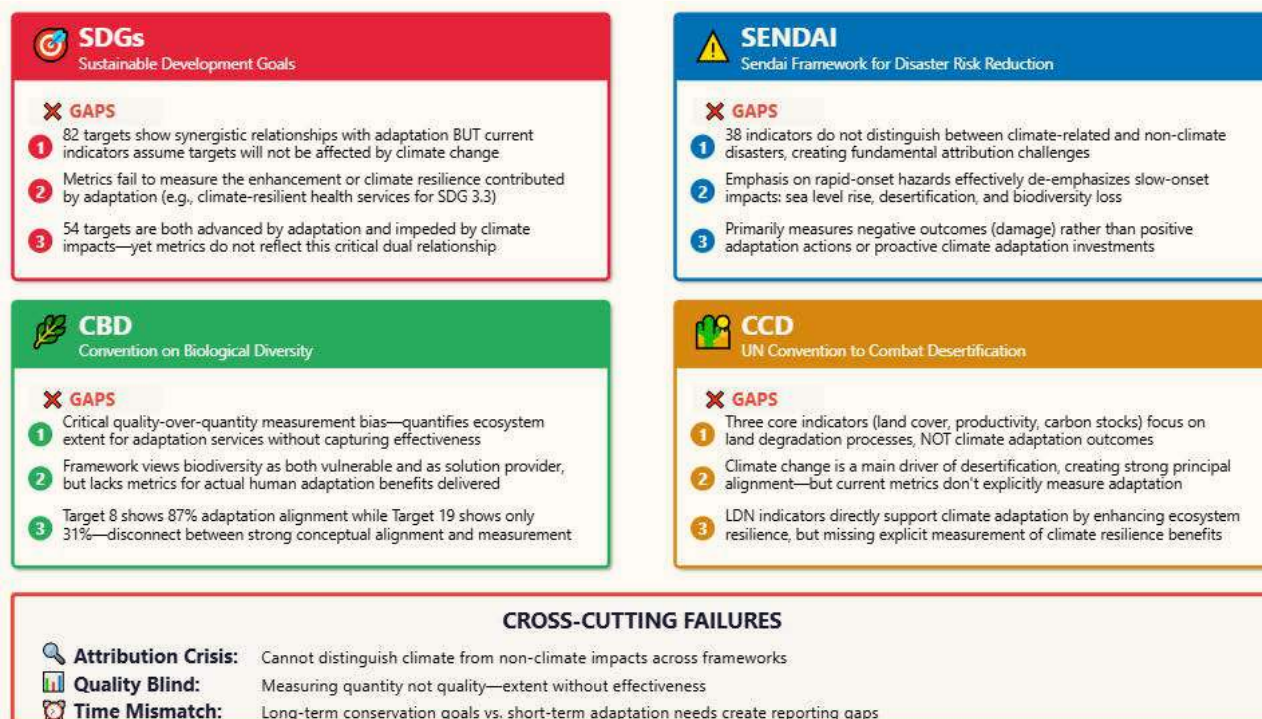 SDGs
Sustainable Development Goals
GAPS
1 82 targets show synergistic relationships with adaptation BUT current
indicators assume targets will not be affected by climate change
2 Metrics fail to measure the enhancement or climate resilience contributed
by adaptation (e.g., climate-resilient health services for SDG 3.3)
3 54 targets are both advanced by adaptation and impeded by climate
impacts—yet metrics do not reflect this critical dual relationship
SENDAI
Sendai Framework for Disaster Risk Reduction
GAPS
1 38 indicators do not distinguish between climate-related and non-climate
disasters, creating fundamental attribution challenges
2 Emphasis on rapid-onset hazards effectively de-emphasizes slow-onset
impacts: sea level rise, desertification, and biodiversity loss
3 Primarily measures negative outcomes (damage) rather than positive
adaptation actions or proactive climate adaptation investments
CBD
Convention on Biological Diversity
GAPS
1 Critical quality-over-quantity measurement bias—quantifies ecosystem
extent for adaptation services without capturing effectiveness
2 Framework views biodiversity as both vulnerable and as solution provider,
but lacks metrics for actual human adaptation benefits delivered
3 Target 8 shows 87% adaptation alignment while Target 19 shows only
31%—disconnect between strong conceptual alignment and measurement
CCD
UN Convention to Combat Desertification
GAPS
1 Three core indicators (land cover, productivity, carbon stocks) focus on
land degradation processes, NOT climate adaptation outcomes
2 Climate change is a main driver of desertification, creating strong principal
alignment—but current metrics don't explicitly measure adaptation
3 LDN indicators directly support climate adaptation by enhancing ecosystem
resilience, but missing explicit measurement of climate resilience benefits
CROSS-CUTTING FAILURES
Attribution Crisis: Cannot distinguish climate from non-climate impacts across frameworks
Quality Blind: Measuring quantity not quality—extent without effectiveness
Time Mismatch: Long-term conservation goals vs. short-term adaptation needs create reporting gaps